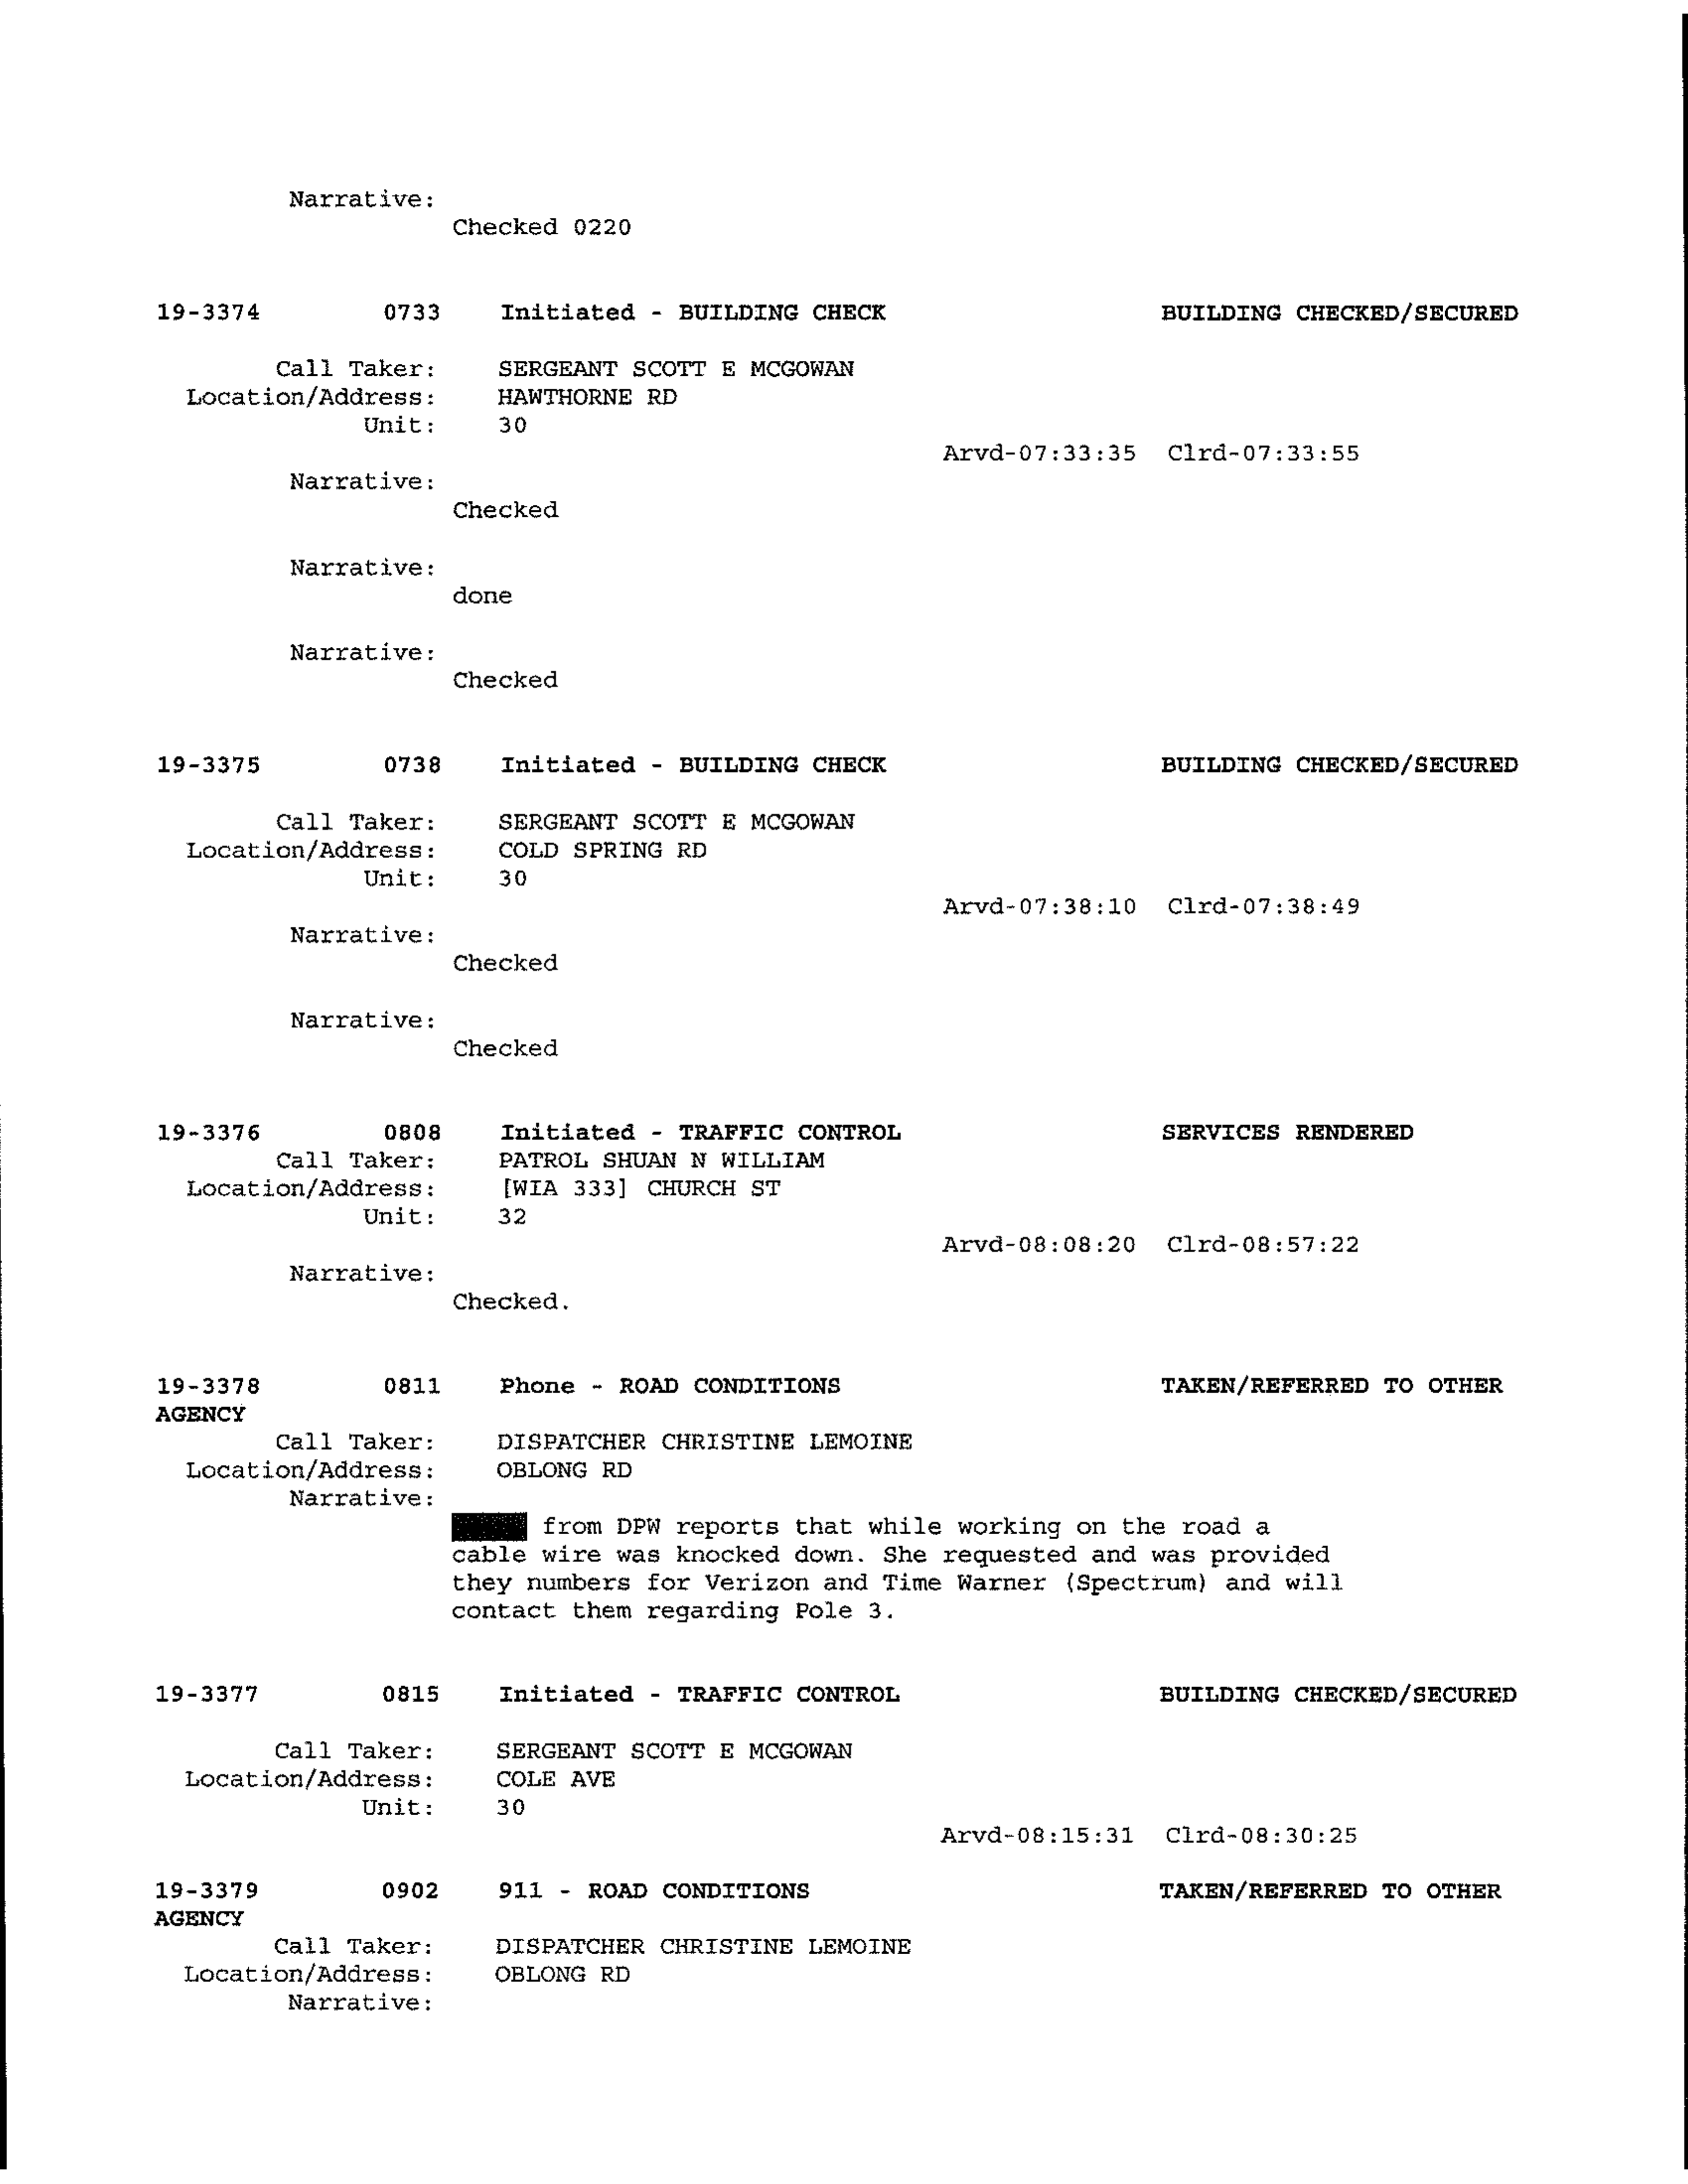 Narrative:
Checked 0220
19-3374 0733 Initiated - BUILDING CHECK BUILDING CHECKED/SECURED
Call Taker: SERGEANT SCOTT E MCGOWAN
Location/Address: HAWTHORNE RD
Unit: 30
Arvd-07:33:35 Clrd-07:33:55
Narrative:
Checked
Narrative:
done
Narrative:
Checked
19-3375 0738 Initiated - BUILDING CHECK BUILDING CHECKED/SECURED
Call Taker: SERGEANT SCOTT E MCGOWAN
Location/Address: COLD SPRING RD
Unit: 30
Arvd-07:38:10 Clrd-07:38:49
Narrative:
Checked
Narrative:
Checked
19-3376 0808 Initiated - TRAFFIC CONTROL SERVICES RENDERED
Call Taker: PATROL SHUAN N WILLIAM
Location/Address: [WIA 333] CHURCH ST
Unit: 32
Arvd-08:08:20 Clrd-08:57:22
Narrative:
Checked.
19-3378 0811 Phone - ROAD CONDITIONS TAKEN/REFERRED TO OTHER
AGENCY
Call Taker: DISPATCHER CHRISTINE LEMOINE
Location/Address: OBLONG RD
Narrative:
from DPW reports that while working on the road a
cable wire was knocked down. She requested and was provided
they numbers for Verizon and Time Warner (Spectrum) and will
contact them regarding Pole 3.
19-3377 0815 Initiated - TRAFFIC CONTROL BUILDING CHECKED/SECURED
Call Taker: SERGEANT SCOTT E MCGOWAN
Location/Address: COLE AVE
Unit: 30
Arvd-08:15:31 Clrd-08:30:25
19-3379 0902 911 - ROAD CONDITIONS TAKEN/REFERRED TO OTHER
AGENCY
Call Taker: DISPATCHER CHRISTINE LEMOINE
Location/Address: OBLONG RD
Narrative: